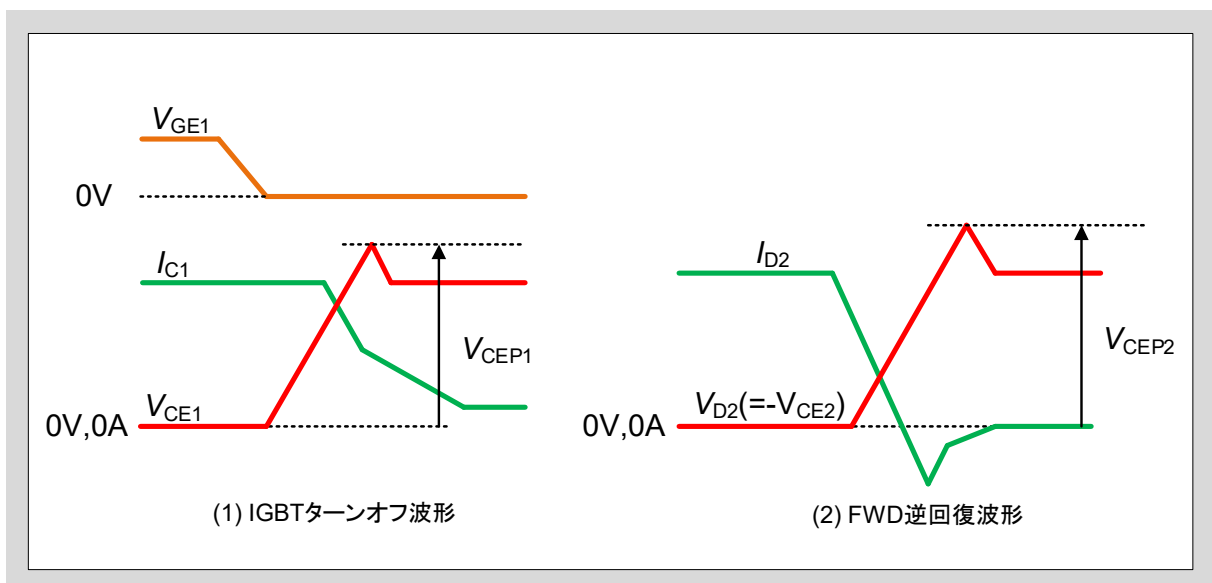 VGE1
0V
IC1
VCEP1
VCE1
0V,0A
(1) IGBTターンオフ波形
ID2
VCEP2
VD2(=-VCE2)
0V,0A
(2) FWD逆回復波形